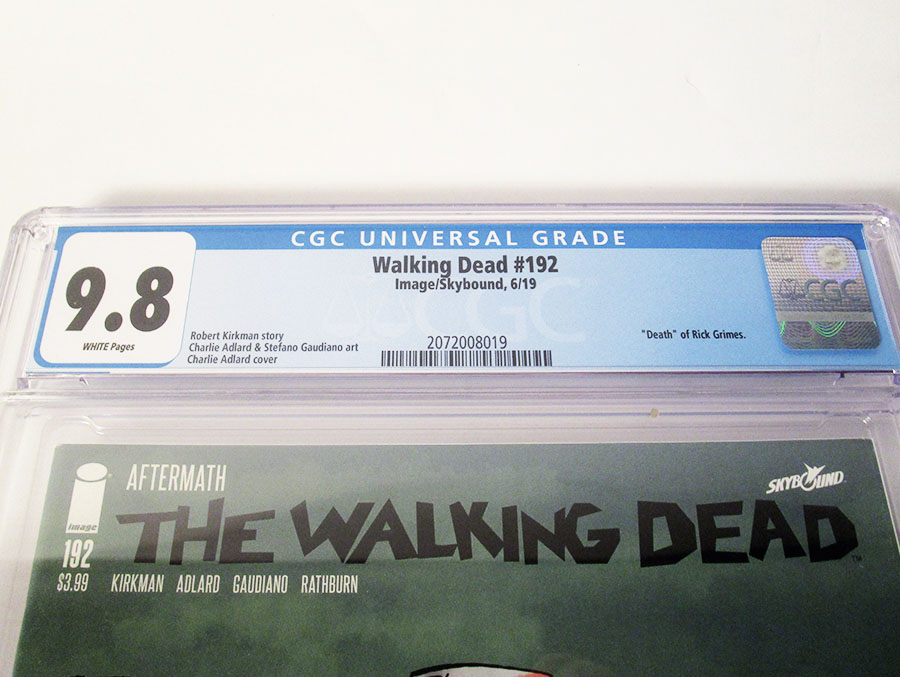 CGC UNIVERSAL GRADE
9.8
WHITE Pages
Walking Dead #192
Image/Skybound, 6/19
Robert Kirkman story
Charlie Adlard & Stefano Gaudiano art
Charlie Adlard cover
2072008019
"Death" of Rick Grimes.
CGC
CGC
image
AFTERMATH
SKYBOUND
THE WALKING DEAD
TM
192
$3.99
KIRKMAN ADLARD GAUDIANO RATHBURN